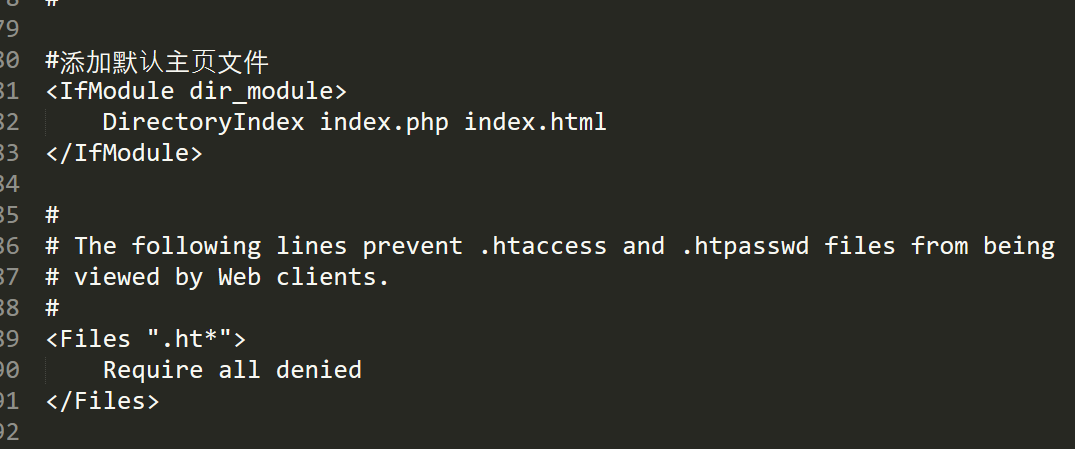 78 #
79
80 #添加默认主页文件
81 <IfModule dir_module>
82     DirectoryIndex index.php index.html
83 </IfModule>
84
85 #
86 # The following lines prevent .htaccess and .htpasswd files from being
87 # viewed by Web clients.
88 #
89 <Files ".ht*">
90     Require all denied
91 </Files>
92